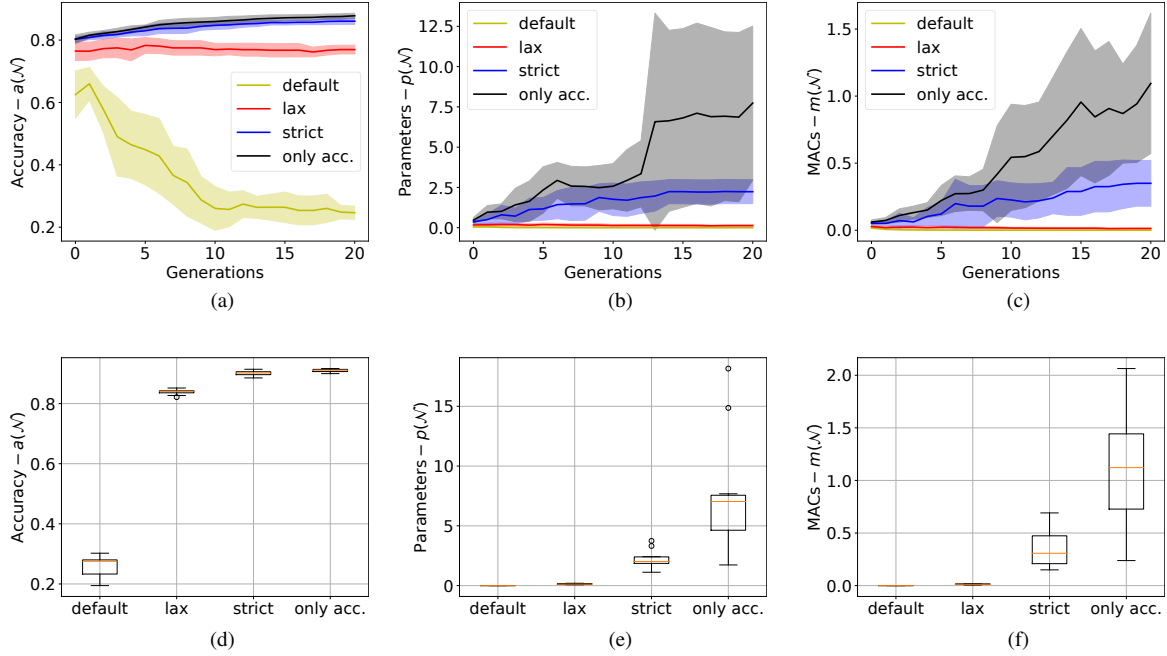 0.8
0.6
0.4
0.2
Accuracy – a(𝒩)
default
lax
strict
only acc.
0 5 10 15 20
Generations
(a)
12.5
10.0
7.5
5.0
2.5
0.0
Parameters – p(𝒩)
default
lax
strict
only acc.
0 5 10 15 20
Generations
(b)
1.5
1.0
0.5
0.0
MACs – m(𝒩)
default
lax
strict
only acc.
0 5 10 15 20
Generations
(c)
0.8
0.6
0.4
0.2
Accuracy – a(𝒩)
default lax strict only acc.
(d)
15
10
5
0
Parameters – p(𝒩)
default lax strict only acc.
(e)
2.0
1.5
1.0
0.5
0.0
MACs – m(𝒩)
default lax strict only acc.
(f)